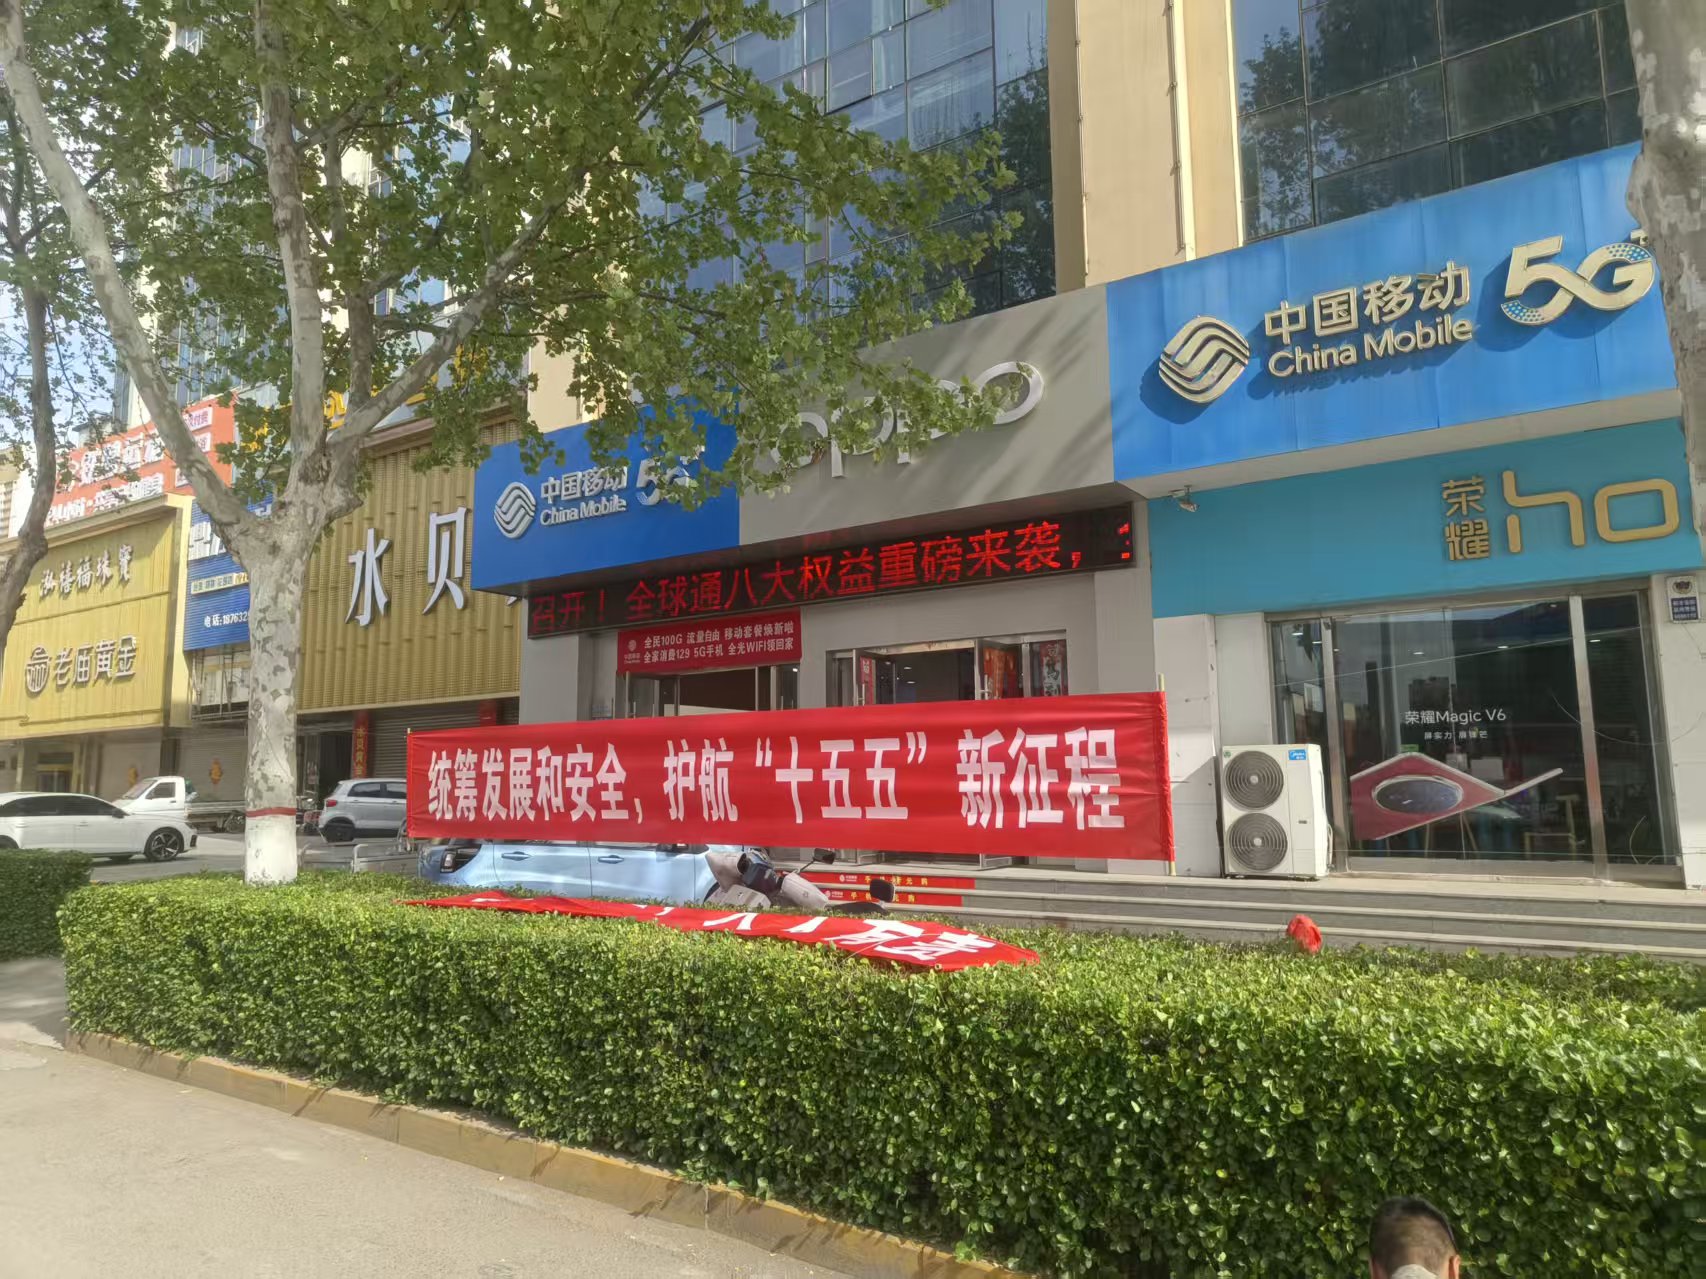 中国移动
China Mobile
5G
荣耀
ho
oppo
中国移动
China Mobile
5G
召开！全球通八大权益重磅来袭，
全民100G 流量自由 移动套餐焕新啦
全家消费129 5G手机 全光WIFI领回家
水贝
福珠寶
老庙黄金
电话:
统筹发展和安全，护航“十五五”新征程
荣耀Magic V6